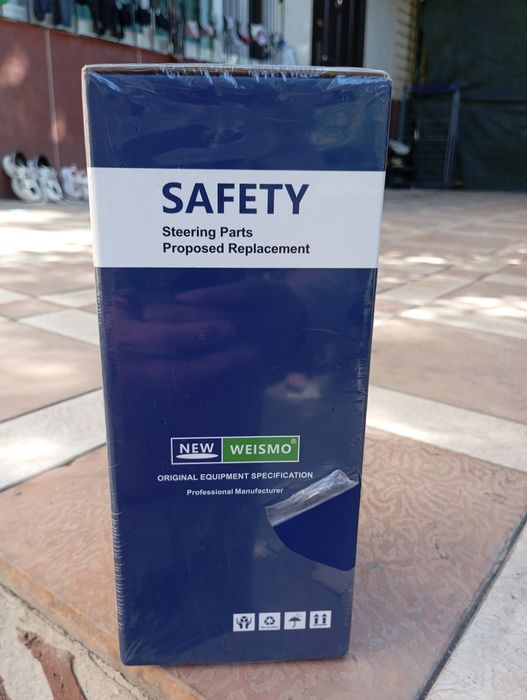 SAFETY
Steering Parts
Proposed Replacement
NEW WEISMO®
ORIGINAL EQUIPMENT SPECIFICATION
Professional Manufacturer